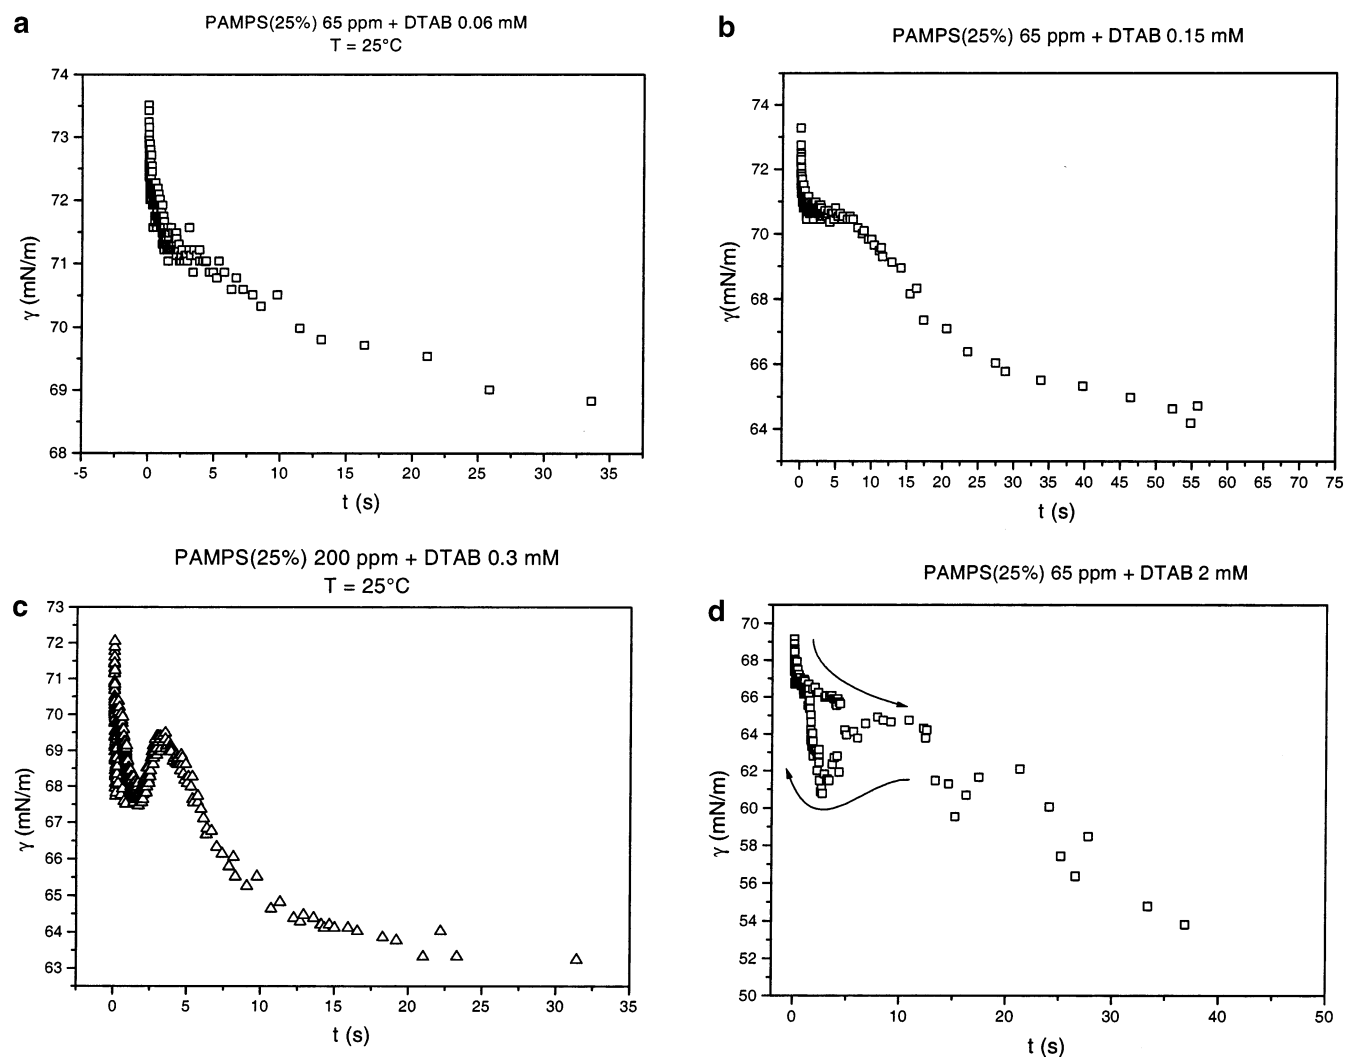 a
PAMPS(25%) 65 ppm + DTAB 0.06 mM
T = 25°C
74
73
72
71
70
69
68
γ (mN/m)
-5 0 5 10 15 20 25 30 35
t (s)
b
PAMPS(25%) 65 ppm + DTAB 0.15 mM
74
72
70
68
66
64
γ(mN/m)
0 5 10 15 20 25 30 35 40 45 50 55 60 65 70 75
t (s)
c
PAMPS(25%) 200 ppm + DTAB 0.3 mM
T = 25°C
73
72
71
70
69
68
67
66
65
64
63
γ (mN/m)
0 5 10 15 20 25 30 35
t (s)
d
PAMPS(25%) 65 ppm + DTAB 2 mM
70
68
66
64
62
60
58
56
54
52
50
γ (mN/m)
0 10 20 30 40 50
t (s)